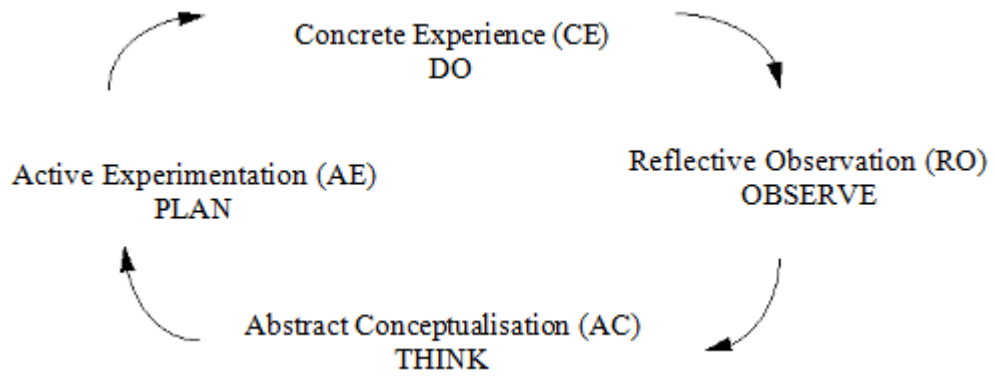 Concrete Experience (CE)
DO
Active Experimentation (AE)
PLAN
Reflective Observation (RO)
OBSERVE
Abstract Conceptualisation (AC)
THINK